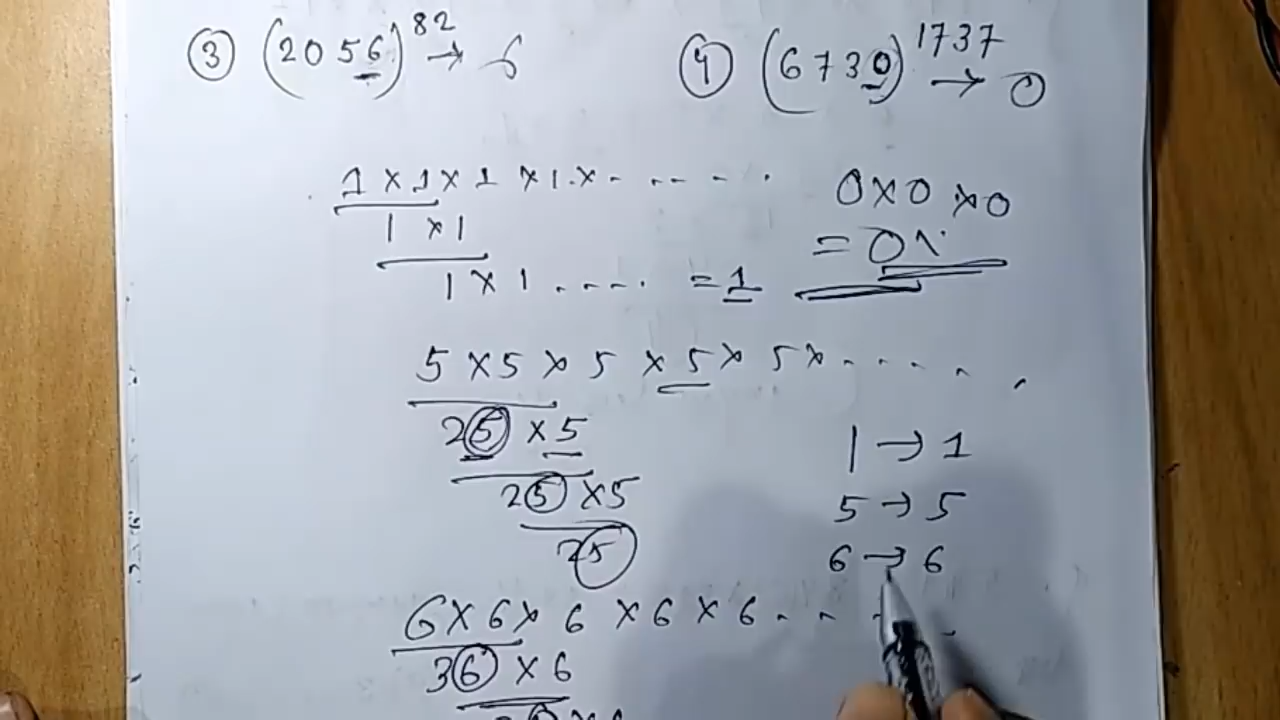 ③ (2056)^82 → 6
④ (6730)^1737 → 0
1 × 1 × 1 × 1 × . . . . . .
1 × 1
1 × 1 . . . . . = 1
0 × 0 × 0
= 0
5 × 5 × 5 × 5 × 5 × . . . . . .
25 × 5
25 × 5
25
1 → 1
5 → 5
6 → 6
6 × 6 × 6 × 6 × 6 . . . .
36 × 6